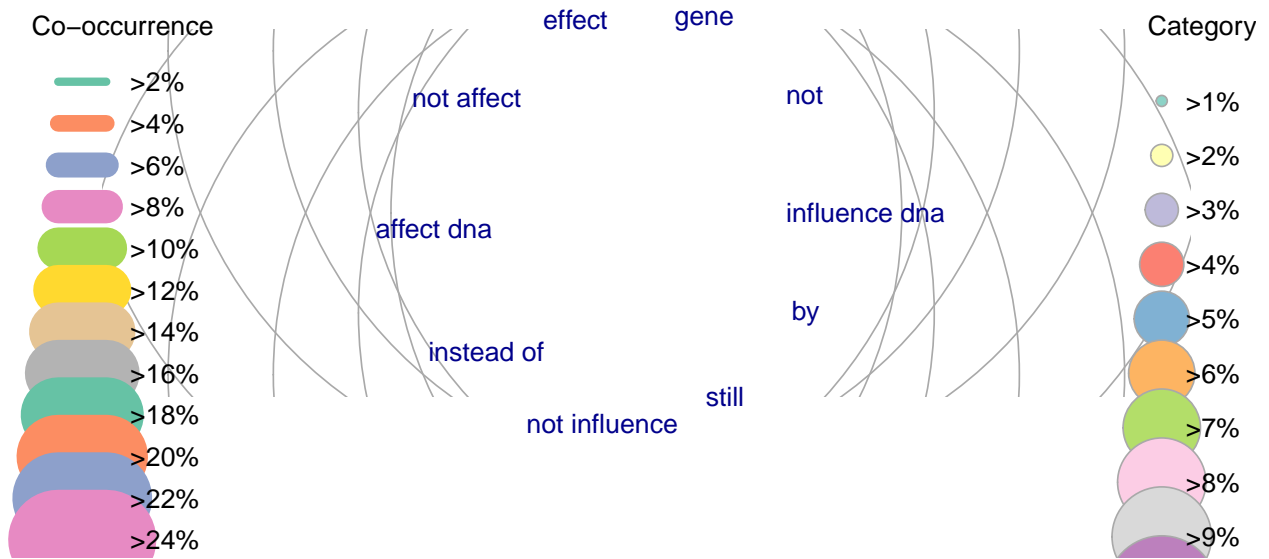 Co−occurrence
>2%
>4%
>6%
>8%
>10%
>12%
>14%
>16%
>18%
>20%
>22%
>24%
effect
gene
not affect
not
affect dna
influence dna
by
instead of
still
not influence
Category
>1%
>2%
>3%
>4%
>5%
>6%
>7%
>8%
>9%